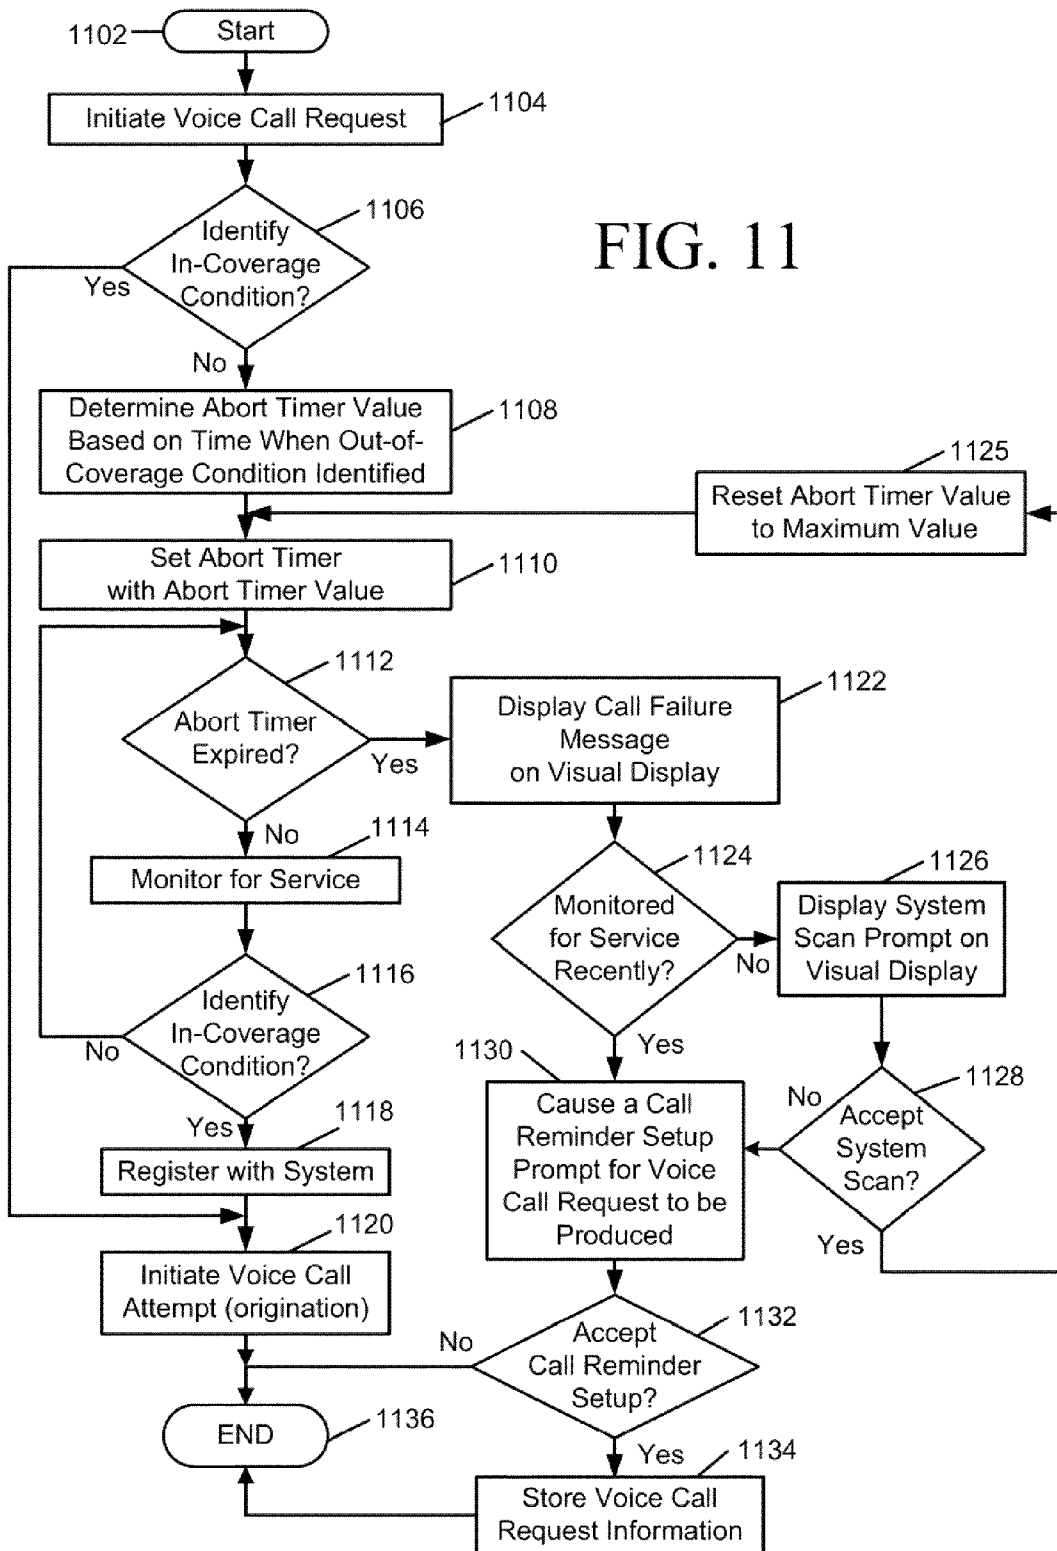 1102
Start
Initiate Voice Call Request
1104
1106
Identify
In-Coverage
Condition?
Yes
No
FIG. 11
Determine Abort Timer Value
Based on Time When Out-of-
Coverage Condition Identified
1108
1125
Reset Abort Timer Value
to Maximum Value
Set Abort Timer
with Abort Timer Value
1110
1112
Abort Timer
Expired?
Yes
No
1122
Display Call Failure
Message
on Visual Display
1114
Monitor for Service
1124
Monitored
for Service
Recently?
No
Yes
1126
Display System
Scan Prompt on
Visual Display
1116
Identify
In-Coverage
Condition?
No
Yes
1128
No
Accept
System
Scan?
Yes
1130
Cause a Call
Reminder Setup
Prompt for Voice
Call Request to be
Produced
1118
Register with System
1120
Initiate Voice Call
Attempt (origination)
1132
No
Accept
Call Reminder
Setup?
Yes
END
1136
1134
Store Voice Call
Request Information